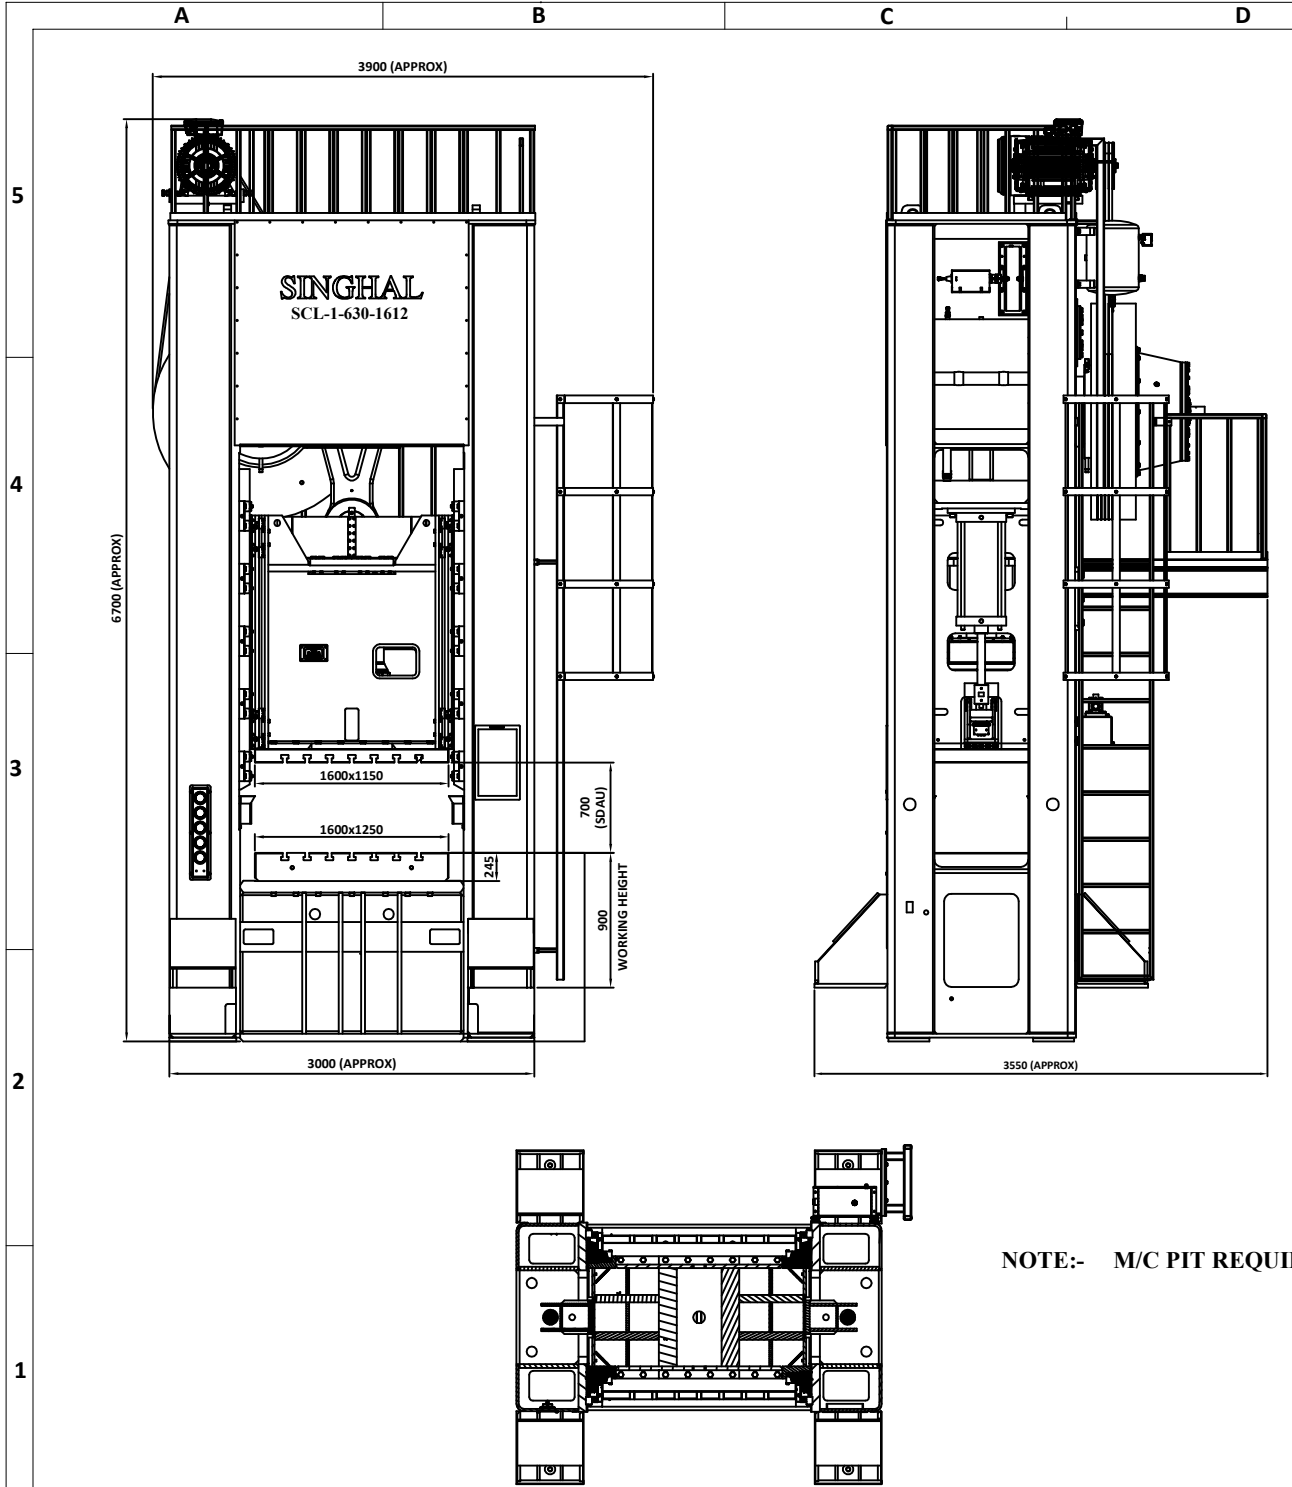 A B C D
3900 (APPROX)
5
SINGHAL
SCL-1-630-1612
4
6700 (APPROX)
3
1600x1150
700
(SDAU)
1600x1250
245
900
WORKING HEIGHT
3000 (APPROX)
3550 (APPROX)
2
NOTE:- M/C PIT REQUI
1